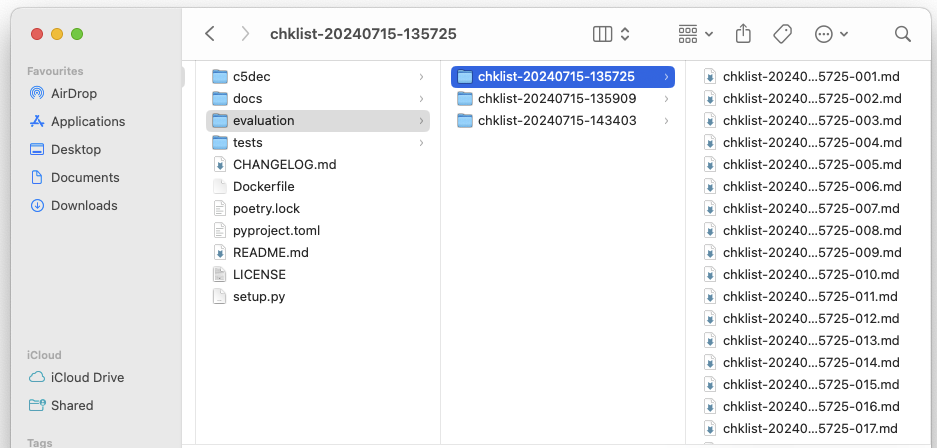 chklist-20240715-135725
Favourites
AirDrop
Applications
Desktop
Documents
Downloads
iCloud
iCloud Drive
Shared
Tags
c5dec
docs
evaluation
tests
CHANGELOG.md
Dockerfile
poetry.lock
pyproject.toml
README.md
LICENSE
setup.py
chklist-20240715-135725
chklist-20240715-135909
chklist-20240715-143403
chklist-20240...5725-001.md
chklist-20240...5725-002.md
chklist-20240...5725-003.md
chklist-20240...5725-004.md
chklist-20240...5725-005.md
chklist-20240...5725-006.md
chklist-20240...5725-007.md
chklist-20240...5725-008.md
chklist-20240...5725-009.md
chklist-20240...5725-010.md
chklist-20240...5725-011.md
chklist-20240...5725-012.md
chklist-20240...5725-013.md
chklist-20240...5725-014.md
chklist-20240...5725-015.md
chklist-20240...5725-016.md
chklist-20240...5725-017.md